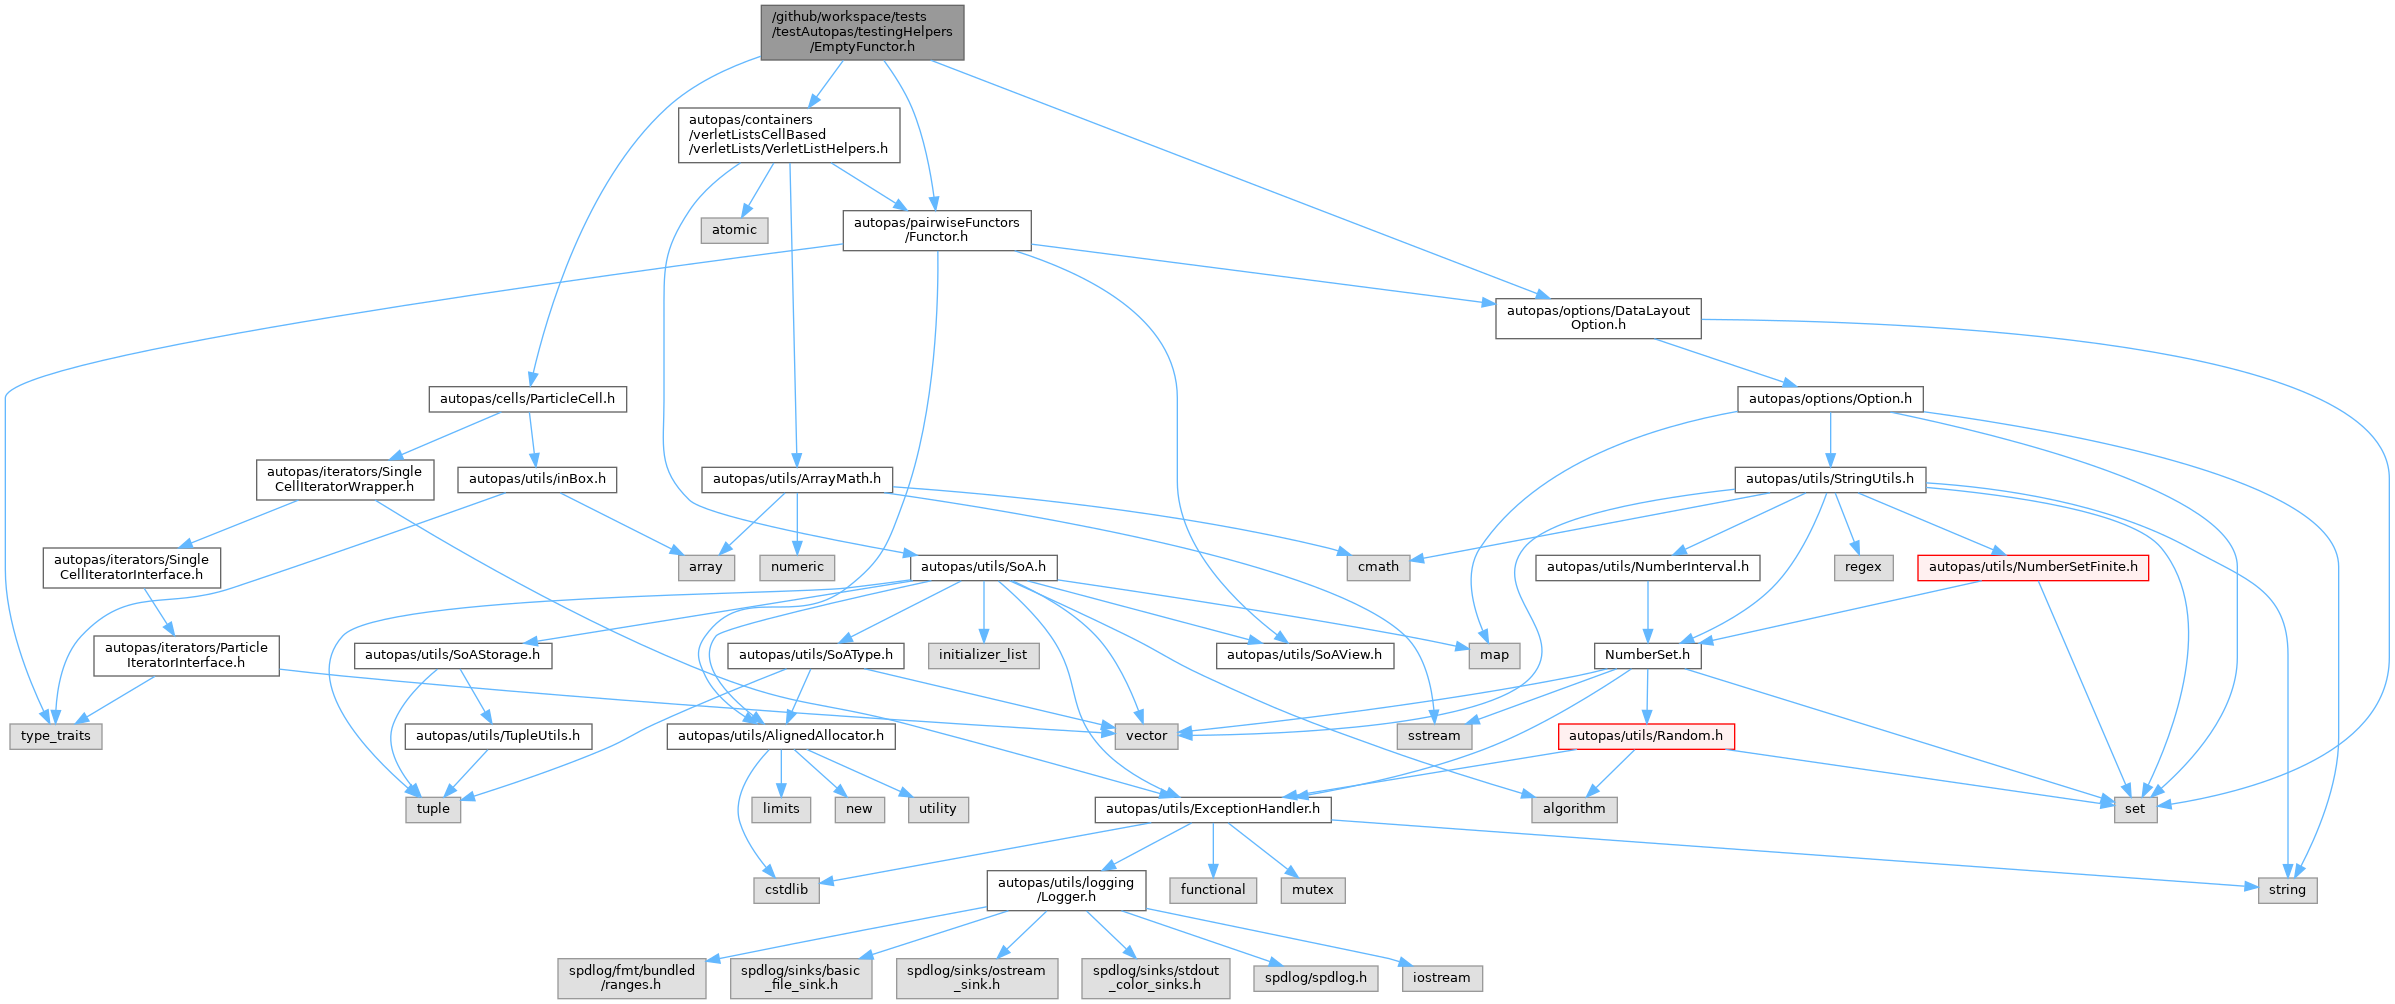 /github/workspace/tests
/testAutopas/testingHelpers
/EmptyFunctor.h
autopas/containers
/verletListsCellBased
/verletLists/VerletListHelpers.h
atomic
autopas/pairwiseFunctors
/Functor.h
autopas/options/DataLayout
Option.h
autopas/cells/ParticleCell.h
autopas/options/Option.h
autopas/iterators/Single
CellIteratorWrapper.h
autopas/utils/inBox.h
autopas/utils/ArrayMath.h
autopas/utils/StringUtils.h
autopas/iterators/Single
CellIteratorInterface.h
array
numeric
autopas/utils/SoA.h
cmath
autopas/utils/NumberInterval.h
regex
autopas/utils/NumberSetFinite.h
autopas/iterators/Particle
IteratorInterface.h
autopas/utils/SoAStorage.h
autopas/utils/SoAType.h
initializer_list
autopas/utils/SoAView.h
map
NumberSet.h
type_traits
autopas/utils/TupleUtils.h
autopas/utils/AlignedAllocator.h
vector
sstream
autopas/utils/Random.h
tuple
limits
new
utility
autopas/utils/ExceptionHandler.h
algorithm
set
cstdlib
autopas/utils/logging
/Logger.h
functional
mutex
string
spdlog/fmt/bundled
/ranges.h
spdlog/sinks/basic
_file_sink.h
spdlog/sinks/ostream
_sink.h
spdlog/sinks/stdout
_color_sinks.h
spdlog/spdlog.h
iostream